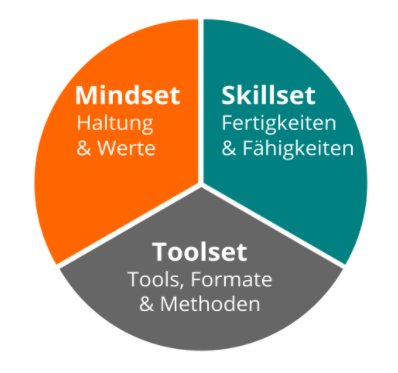 Mindset
Haltung
& Werte
Skillset
Fertigkeiten
& Fähigkeiten
Toolset
Tools, Formate
& Methoden